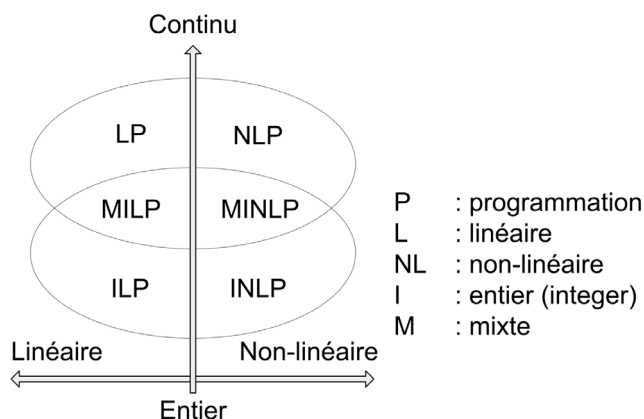 Continu
LP NLP
MILP MINLP
ILP INLP
Linéaire Non-linéaire
Entier
P : programmation
L : linéaire
NL : non-linéaire
I : entier (integer)
M : mixte